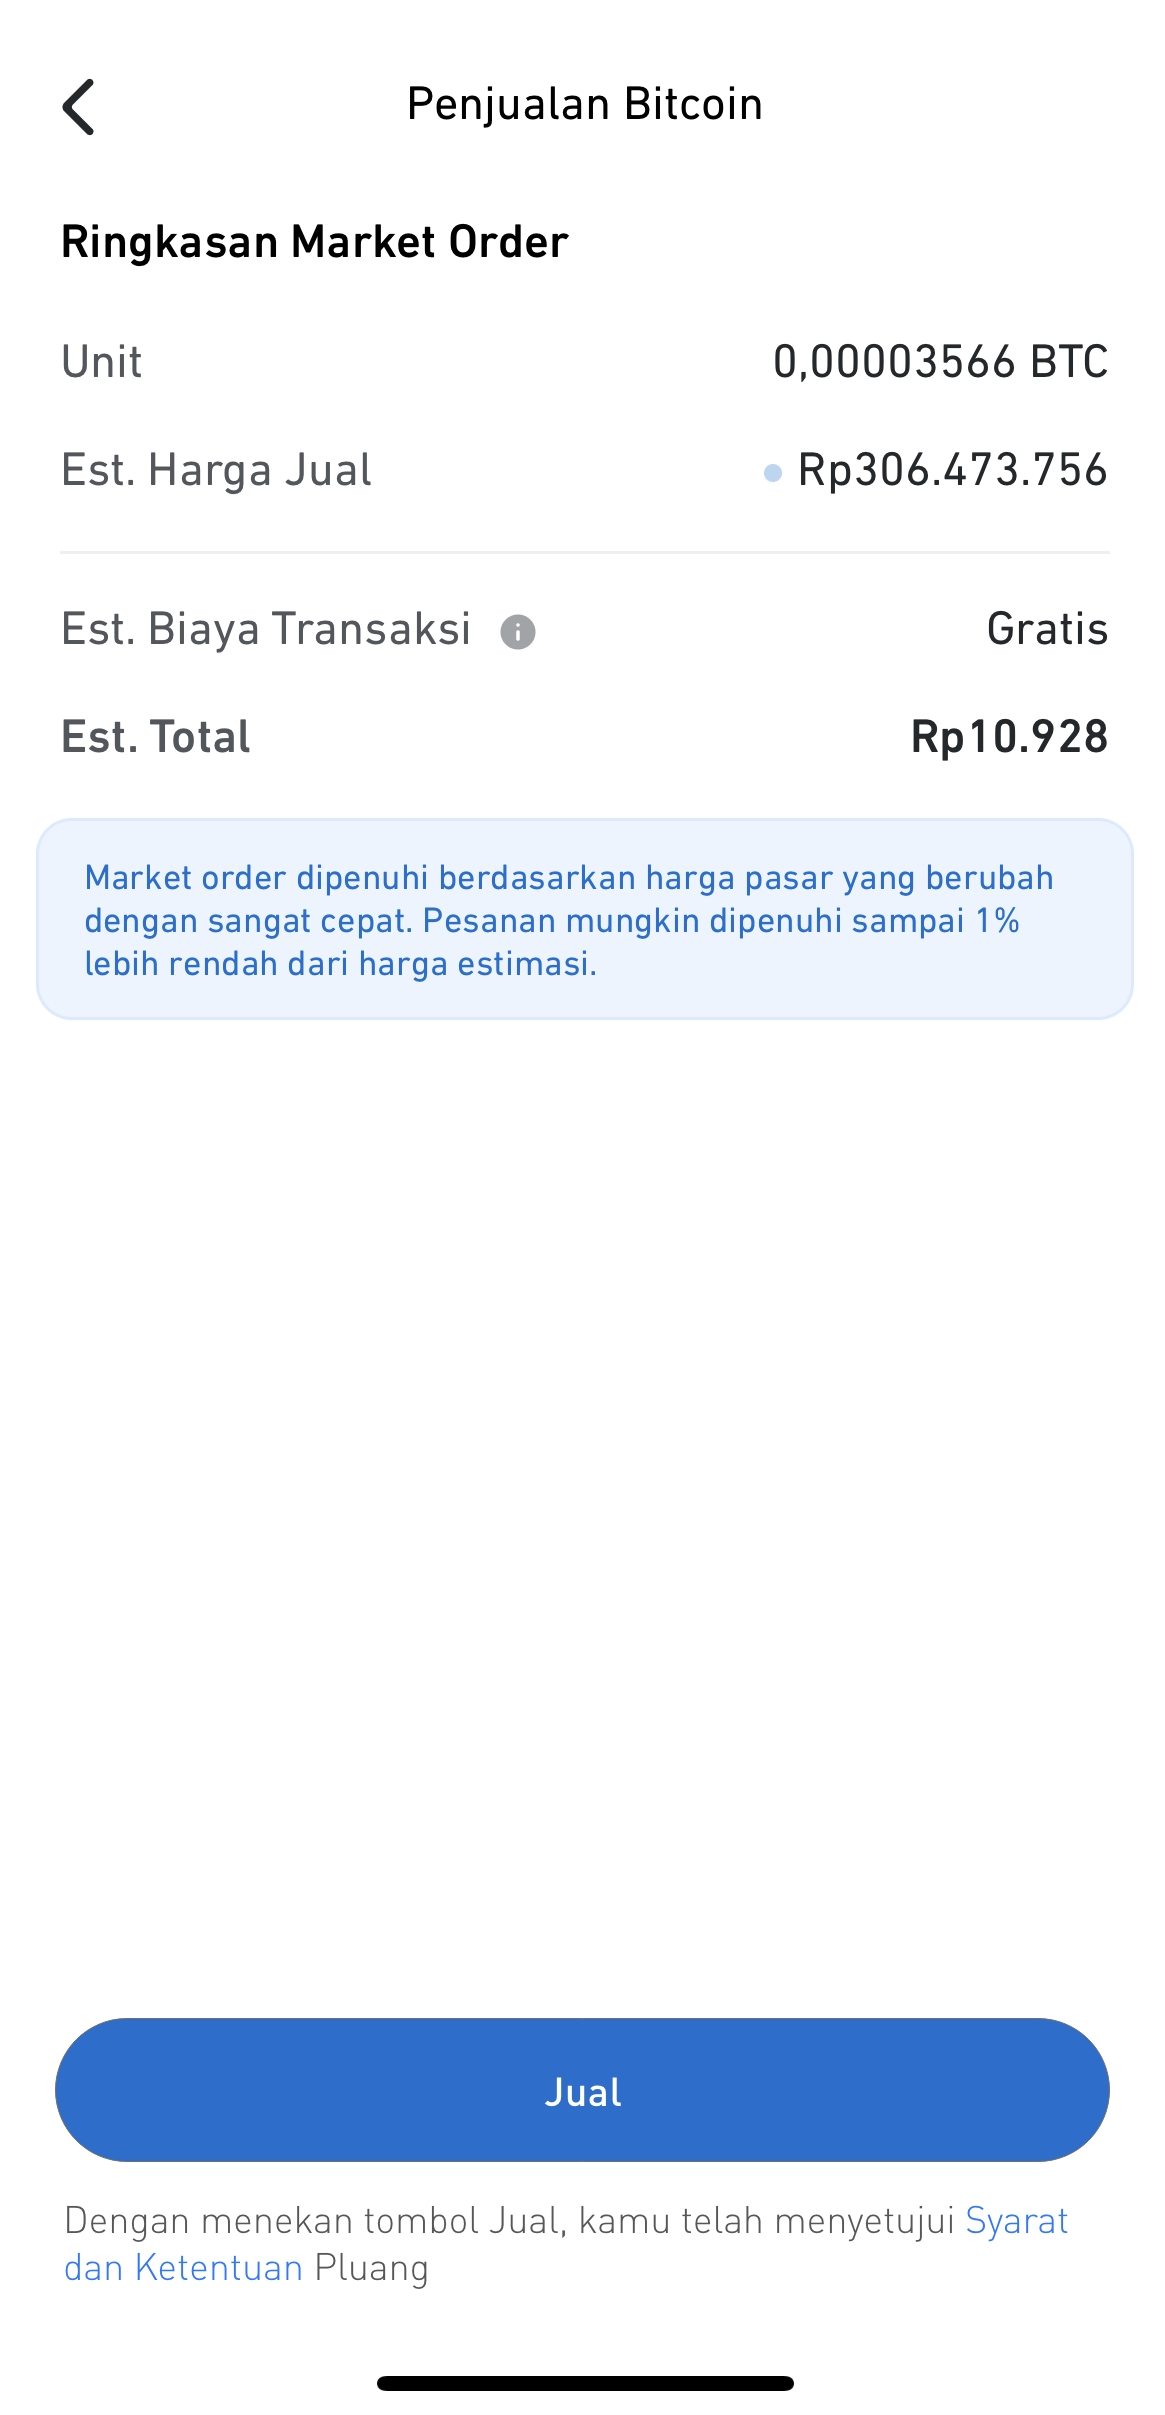 Penjualan Bitcoin
Ringkasan Market Order
Unit 0,00003566 BTC
Est. Harga Jual Rp306.473.756
Est. Biaya Transaksi Gratis
Est. Total Rp10.928
Market order dipenuhi berdasarkan harga pasar yang berubah
dengan sangat cepat. Pesanan mungkin dipenuhi sampai 1%
lebih rendah dari harga estimasi.
Jual
Dengan menekan tombol Jual, kamu telah menyetujui Syarat
dan Ketentuan Pluang